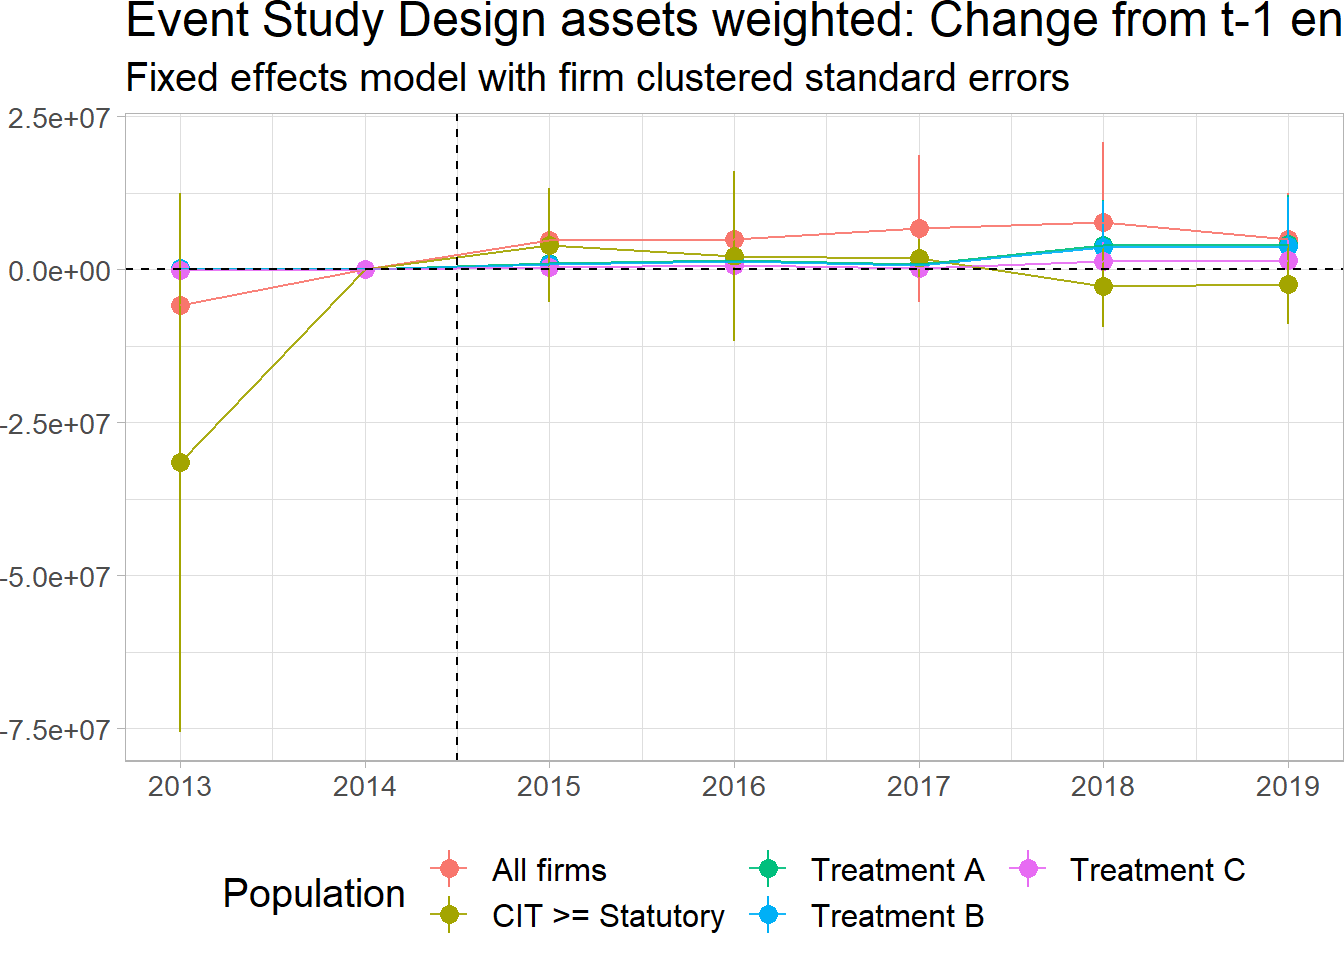 Event Study Design assets weighted: Change from t-1 en
Fixed effects model with firm clustered standard errors
2.5e+07
0.0e+00
-2.5e+07
-5.0e+07
-7.5e+07
2013 2014 2015 2016 2017 2018 2019
Population
All firms Treatment A Treatment C
CIT >= Statutory Treatment B